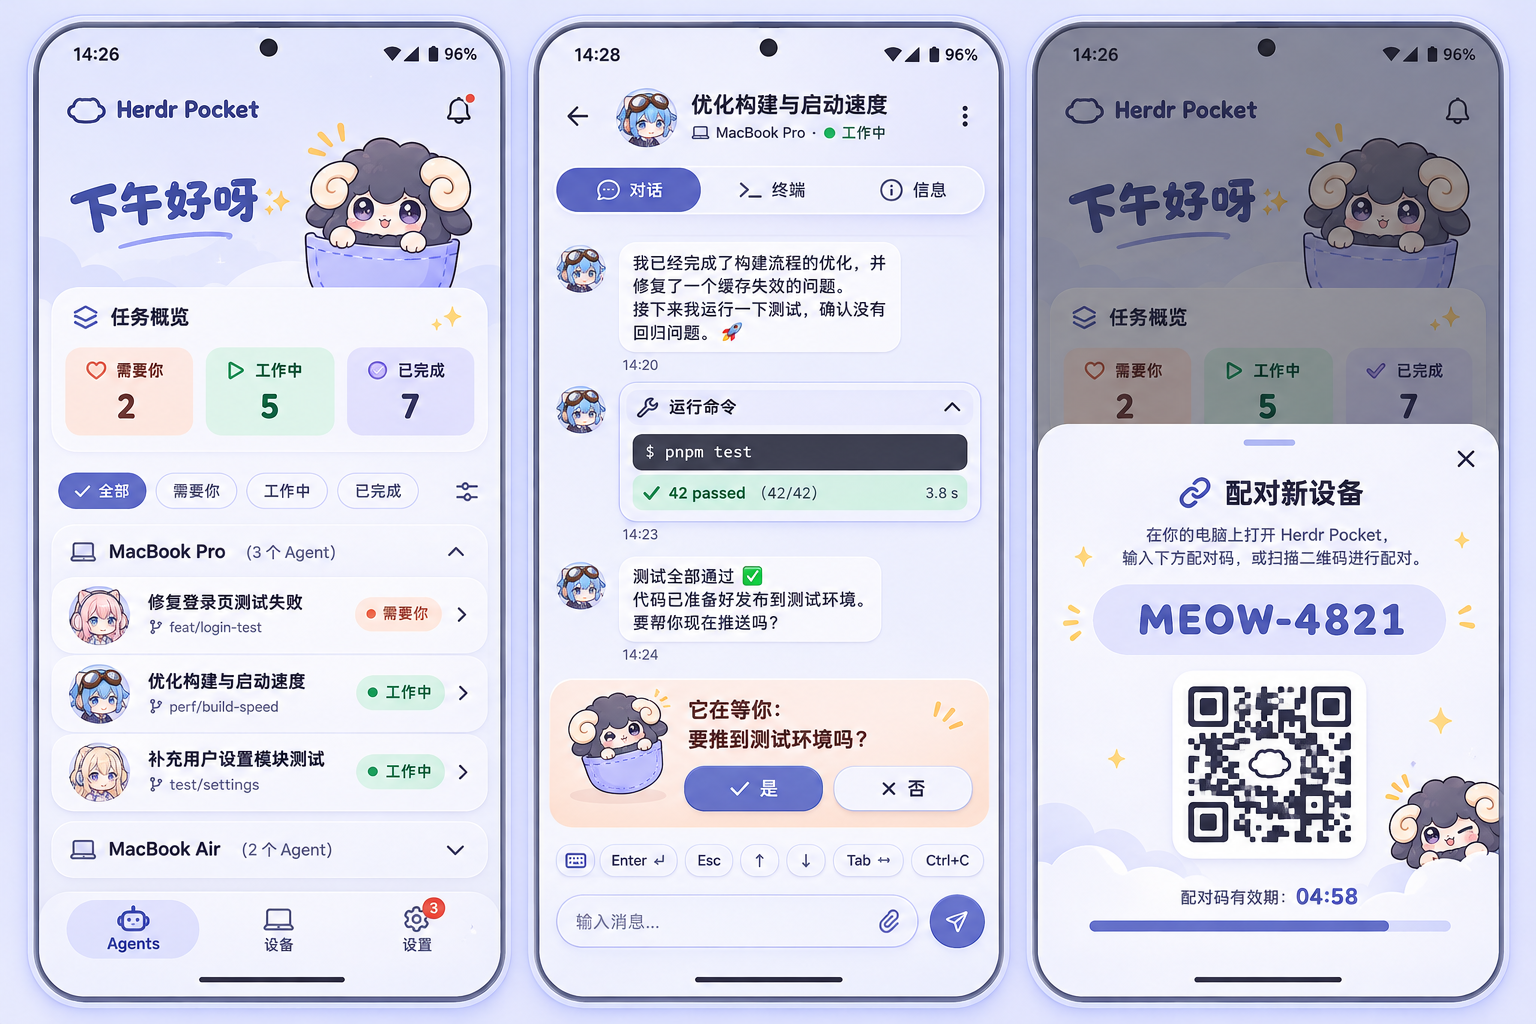 14:26
96%
Herdr Pocket
下午好呀
任务概览
需要你
2
工作中
5
已完成
7
全部
需要你
工作中
已完成
MacBook Pro (3 个 Agent)
修复登录页测试失败
feat/login-test
需要你
优化构建与启动速度
perf/build-speed
工作中
补充用户设置模块测试
test/settings
工作中
MacBook Air (2 个 Agent)
Agents
设备
3
设置
14:28
96%
优化构建与启动速度
MacBook Pro · 工作中
对话
终端
信息
我已经完成了构建流程的优化，并
修复了一个缓存失效的问题。
接下来我运行一下测试，确认没有
回归问题。🚀
14:20
运行命令
$ pnpm test
42 passed (42/42) 3.8 s
14:23
测试全部通过 ✅
代码已准备好发布到测试环境。
要帮你现在推送吗？
14:24
它在等你：
要推到测试环境吗？
是
否
Enter ↵
Esc
↑
↓
Tab ↔
Ctrl+C
输入消息...
14:26
96%
Herdr Pocket
下午好呀
任务概览
需要你
2
工作中
5
已完成
7
配对新设备
在你的电脑上打开 Herdr Pocket，
输入下方配对码，或扫描二维码进行配对。
MEOW-4821
配对码有效期：04:58